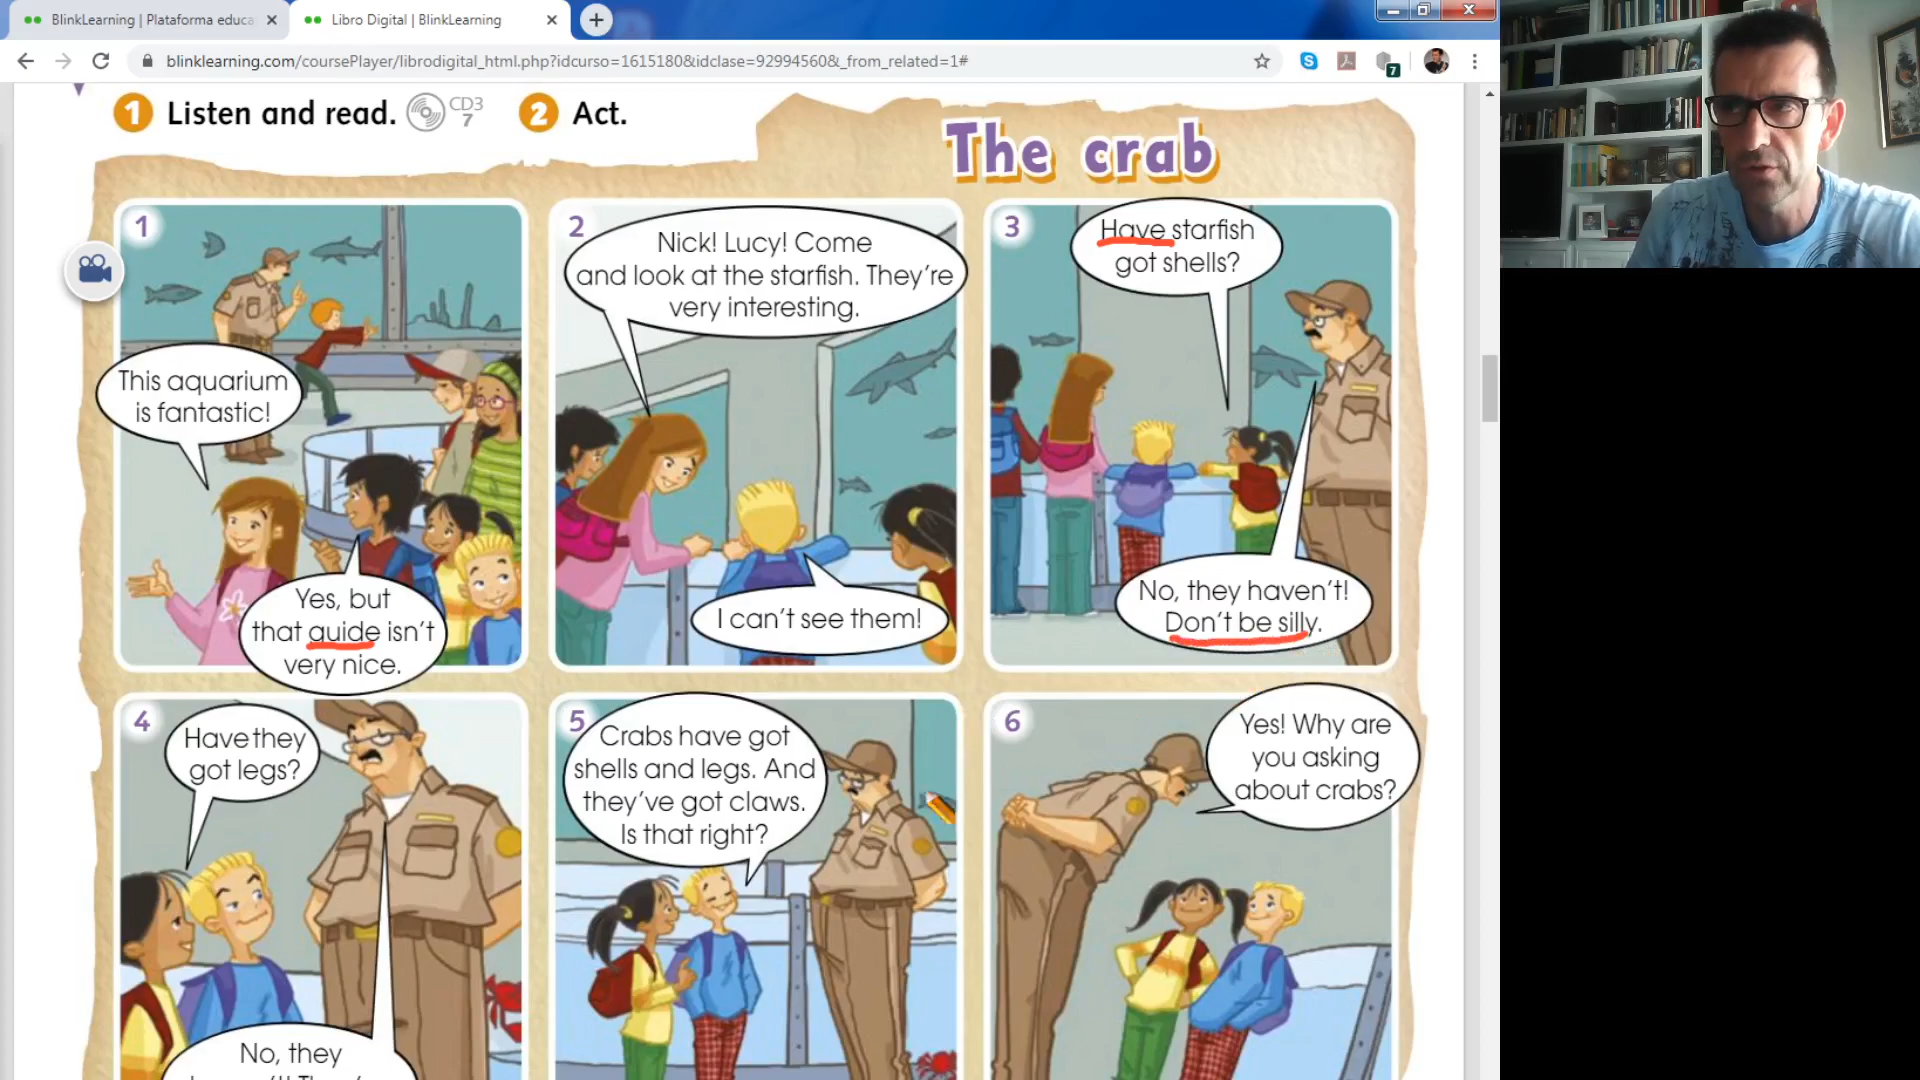 BlinkLearning | Plataforma educa
Libro Digital | BlinkLearning
blinklearning.com/coursePlayer/librodigital_html.php?idcurso=1615180&idclase=92994560&_from_related=1#
7
1 Listen and read. CD3 7 2 Act.
The crab
1
This aquarium
is fantastic!
Yes, but
that guide isn't
very nice.
2
Nick! Lucy! Come
and look at the starfish. They're
very interesting.
I can't see them!
3
Have starfish
got shells?
No, they haven't!
Don't be silly.
4
Have they
got legs?
No, they
5
Crabs have got
shells and legs. And
they've got claws.
Is that right?
6
Yes! Why are
you asking
about crabs?